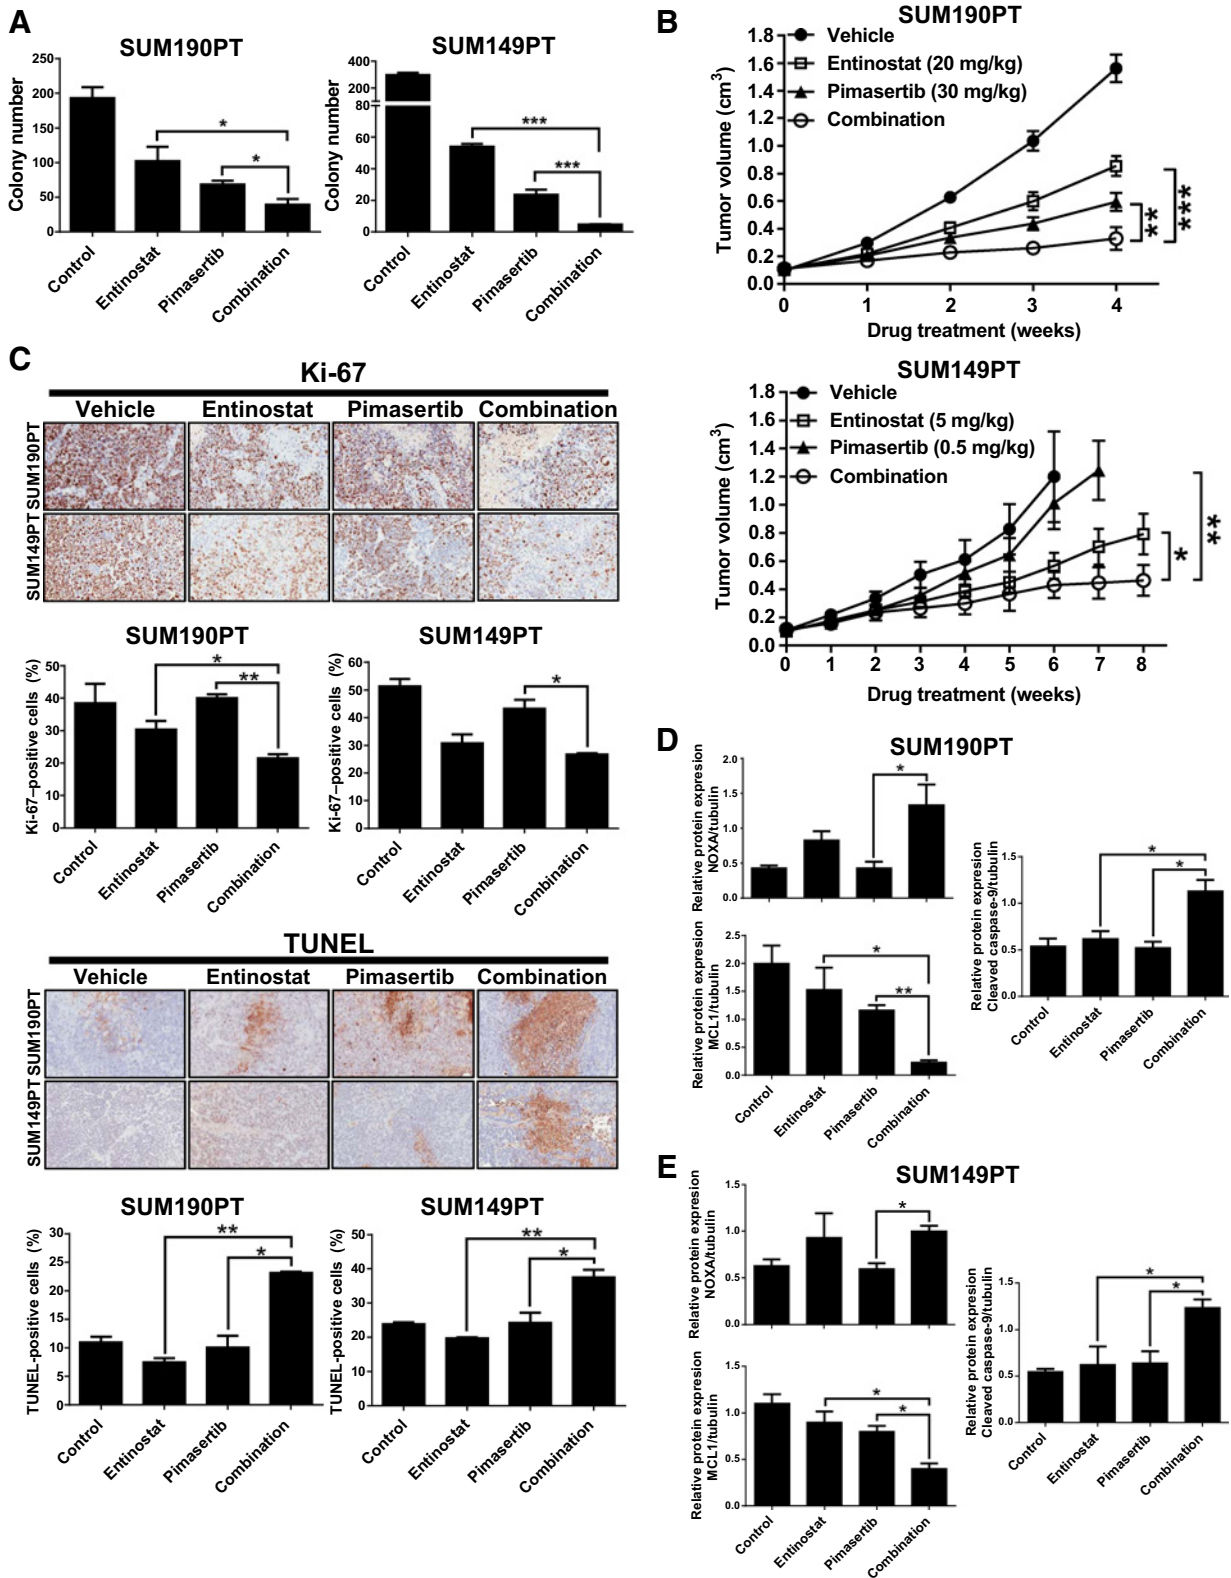 A
SUM190PT
Colony number
250
200
150
100
50
0
*
*
Control
Entinostat
Pimasertib
Combination
SUM149PT
Colony number
400
200
80
60
40
20
0
***
***
Control
Entinostat
Pimasertib
Combination
B
SUM190PT
Vehicle
Entinostat (20 mg/kg)
Pimasertib (30 mg/kg)
Combination
Tumor volume (cm³)
1.8
1.6
1.4
1.2
1.0
0.8
0.6
0.4
0.2
0.0
**
***
0 1 2 3 4
Drug treatment (weeks)
SUM149PT
Vehicle
Entinostat (5 mg/kg)
Pimasertib (0.5 mg/kg)
Combination
Tumor volume (cm³)
1.8
1.6
1.4
1.2
1.0
0.8
0.6
0.4
0.2
0.0
*
**
0 1 2 3 4 5 6 7 8
Drug treatment (weeks)
C
Ki-67
Vehicle Entinostat Pimasertib Combination
SUM190PT
SUM149PT
SUM190PT
Ki-67–positive cells (%)
50
40
30
20
10
0
*
**
Control
Entinostat
Pimasertib
Combination
SUM149PT
Ki-67–positive cells (%)
60
50
40
30
20
10
0
*
Control
Entinostat
Pimasertib
Combination
TUNEL
Vehicle Entinostat Pimasertib Combination
SUM190PT
SUM149PT
SUM190PT
TUNEL-positive cells (%)
30
25
20
15
10
5
0
**
*
Control
Entinostat
Pimasertib
Combination
SUM149PT
TUNEL-positive cells (%)
50
40
30
20
10
0
**
*
Control
Entinostat
Pimasertib
Combination
D
SUM190PT
Relative protein expresion
NOXA/tubulin
2.0
1.5
1.0
0.5
0.0
*
Relative protein expresion
MCL1/tubulin
2.5
2.0
1.5
1.0
0.5
0.0
*
**
Control
Entinostat
Pimasertib
Combination
Relative protein expresion
Cleaved caspase-9/tubulin
1.5
1.0
0.5
0.0
*
*
Control
Entinostat
Pimasertib
Combination
E
SUM149PT
Relative protein expresion
NOXA/tubulin
1.5
1.0
0.5
0.0
*
Relative protein expresion
MCL1/tubulin
1.5
1.0
0.5
0.0
*
*
Control
Entinostat
Pimasertib
Combination
Relative protein expresion
Cleaved caspase-9/tubulin
1.5
1.0
0.5
0.0
*
*
Control
Entinostat
Pimasertib
Combination